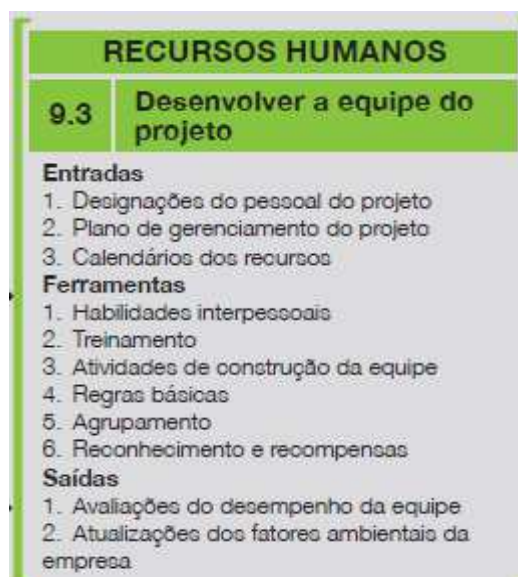 RECURSOS HUMANOS
9.3
Desenvolver a equipe do
projeto
Entradas
1. Designações do pessoal do projeto
2. Plano de gerenciamento do projeto
3. Calendários dos recursos
Ferramentas
1. Habilidades interpessoais
2. Treinamento
3. Atividades de construção da equipe
4. Regras básicas
5. Agrupamento
6. Reconhecimento e recompensas
Saídas
1. Avaliações do desempenho da equipe
2. Atualizações dos fatores ambientais da
empresa